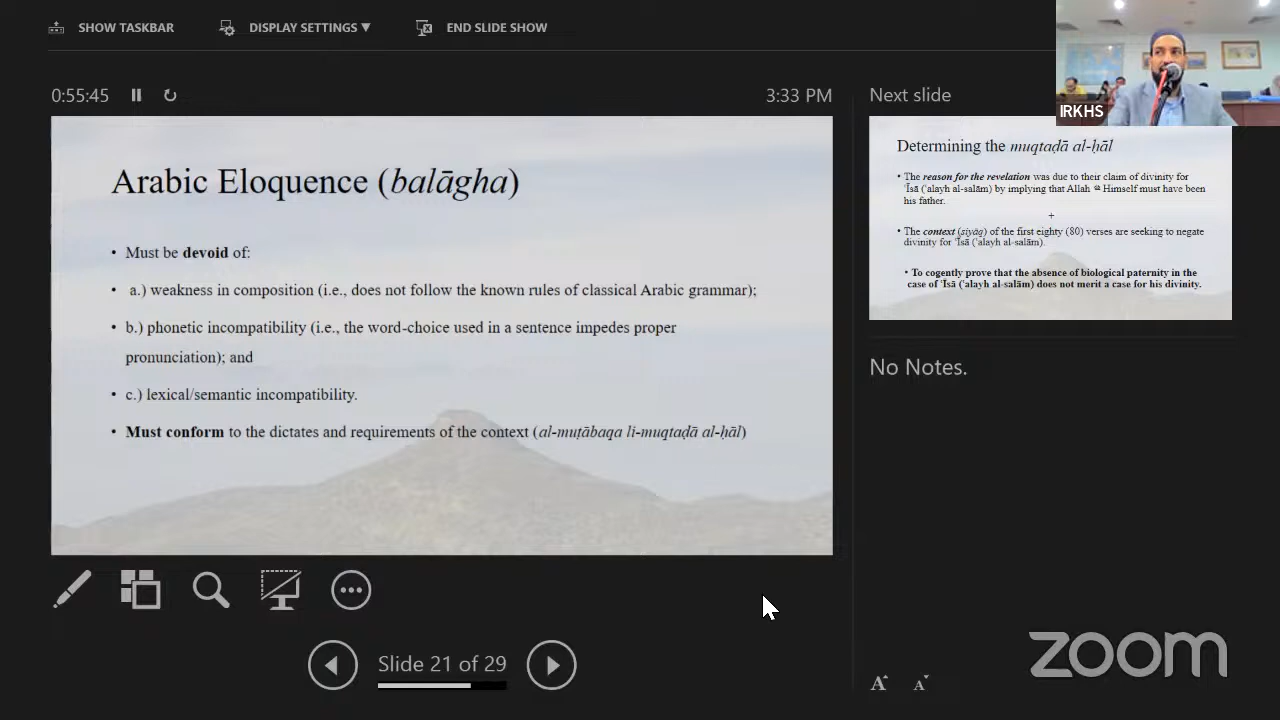 SHOW TASKBAR
DISPLAY SETTINGS ▼
END SLIDE SHOW
IRKHS
0:55:45
3:33 PM
Arabic Eloquence (balāgha)
• Must be devoid of:
• a.) weakness in composition (i.e., does not follow the known rules of classical Arabic grammar);
• b.) phonetic incompatibility (i.e., the word-choice used in a sentence impedes proper
pronunciation); and
• c.) lexical/semantic incompatibility.
• Must conform to the dictates and requirements of the context (al-muṭābaqa li-muqtaḍā al-ḥāl)
Next slide
Determining the muqtaḍā al-ḥāl
• The reason for the revelation was due to their claim of divinity for
ʿĪsā (ʿalayh al-salām) by implying that Allah ﷻ Himself must have been
his father.
+
• The context (siyāq) of the first eighty (80) verses are seeking to negate
divinity for ʿĪsā (ʿalayh al-salām).
• To cogently prove that the absence of biological paternity in the
case of ʿĪsā (ʿalayh al-salām) does not merit a case for his divinity.
No Notes.
Slide 21 of 29
A A
zoom